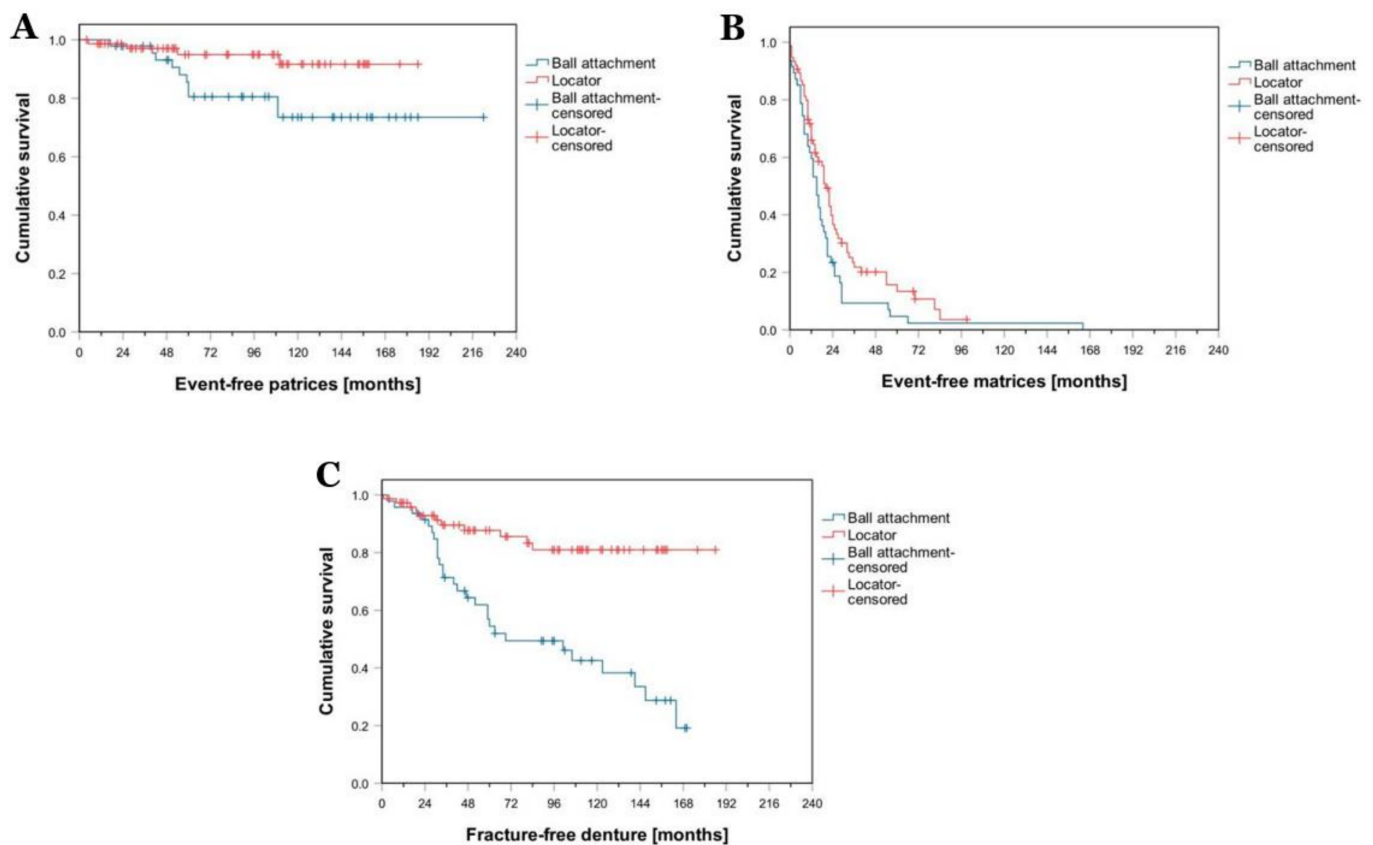 A
1.0
0.8
0.6
0.4
0.2
0.0
Cumulative survival
0 24 48 72 96 120 144 168 192 216 240
Event-free patrices [months]
Ball attachment
Locator
Ball attachment-
censored
Locator-
censored
B
1.0
0.8
0.6
0.4
0.2
0.0
Cumulative survival
0 24 48 72 96 120 144 168 192 216 240
Event-free matrices [months]
Ball attachment
Locator
Ball attachment-
censored
Locator-
censored
C
1.0
0.8
0.6
0.4
0.2
0.0
Cumulative survival
0 24 48 72 96 120 144 168 192 216 240
Fracture-free denture [months]
Ball attachment
Locator
Ball attachment-
censored
Locator-
censored